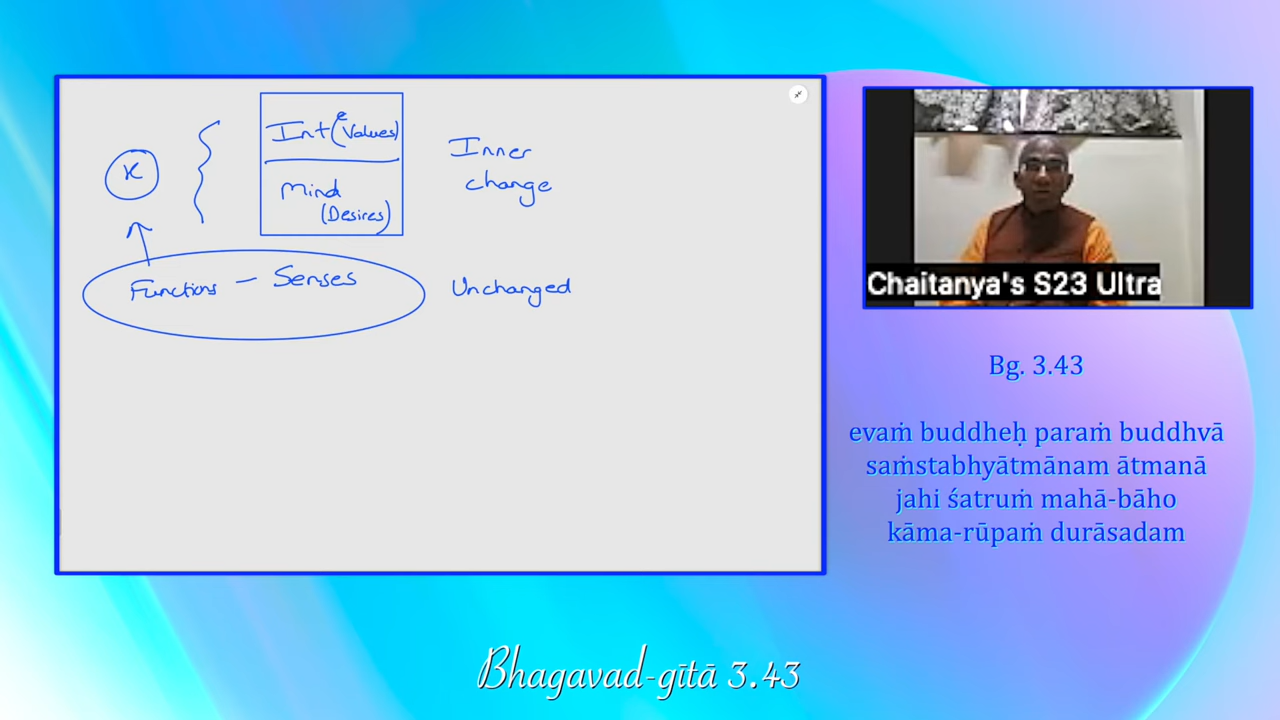 Int(Values)
e
K
Mind
(Desires)
Inner
change
Functions - Senses
Unchanged
Chaitanya's S23 Ultra
Bg. 3.43
evaṁ buddheḥ paraṁ buddhvā
saṁstabhyātmānam ātmanā
jahi śatruṁ mahā-bāho
kāma-rūpaṁ durāsadam
Bhagavad-gītā 3.43